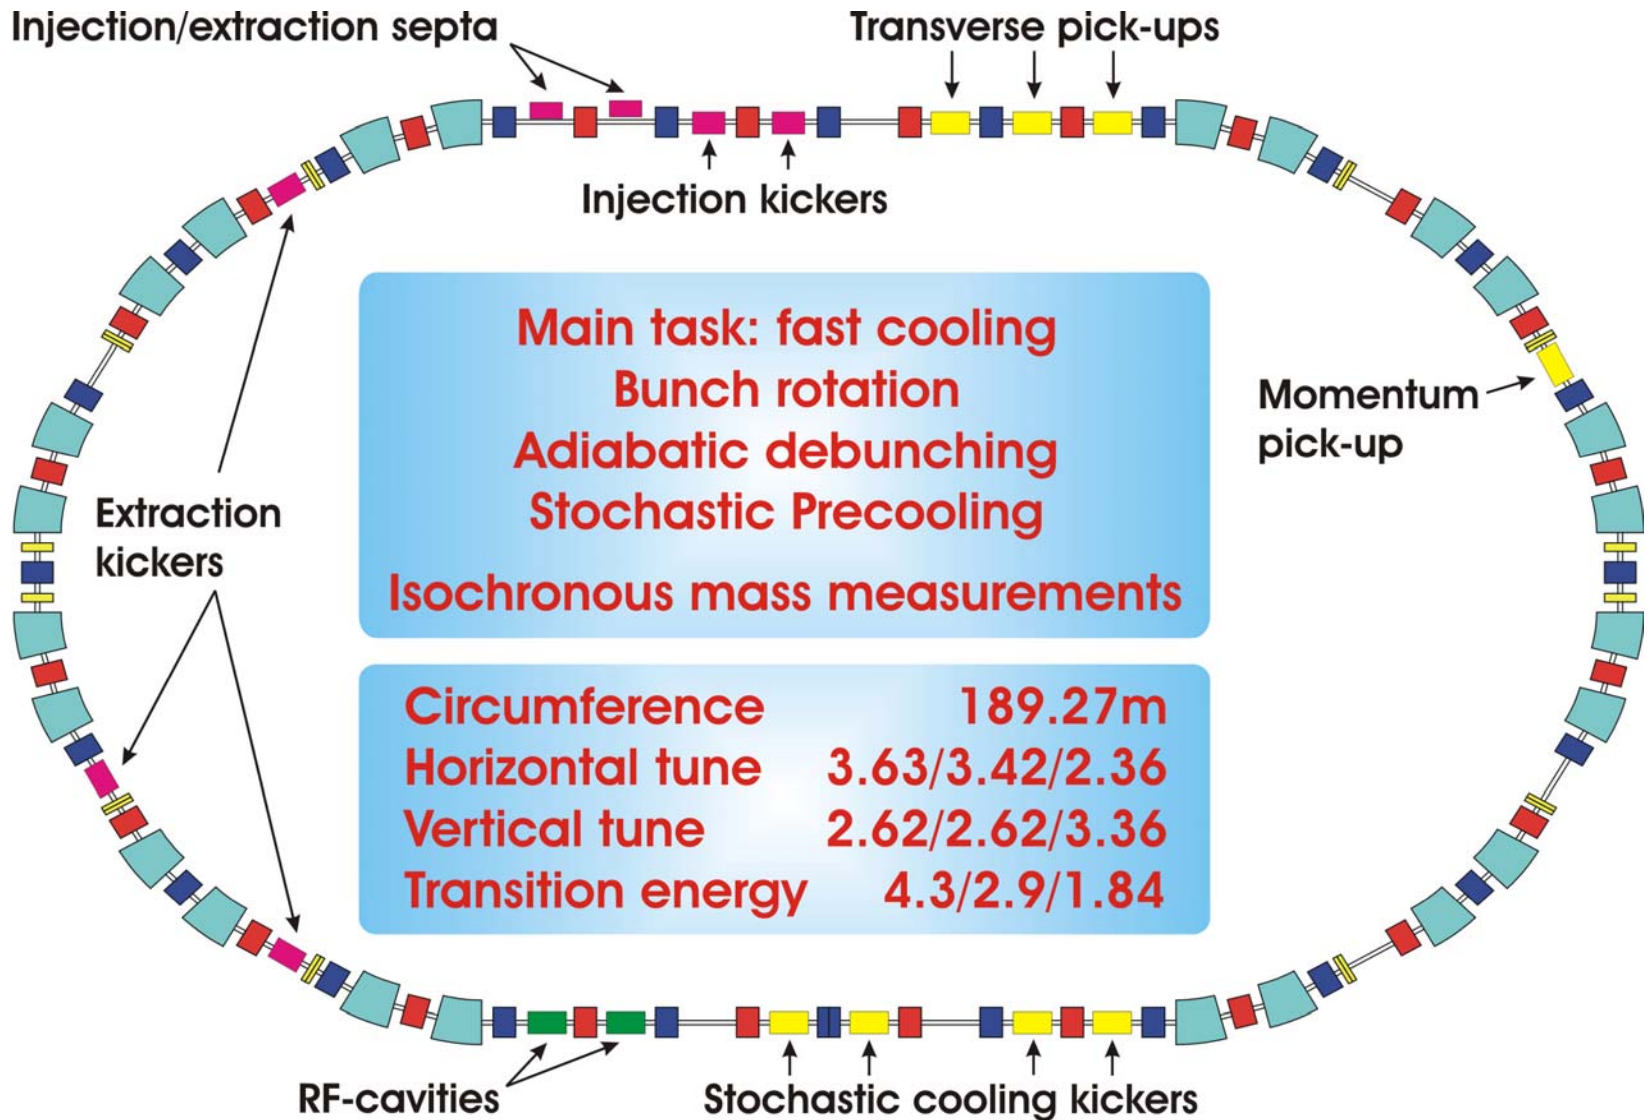 Injection/extraction septa
Transverse pick-ups
Injection kickers
Main task: fast cooling
Bunch rotation
Adiabatic debunching
Stochastic Precooling
Isochronous mass measurements
Momentum
pick-up
Extraction
kickers
Circumference 189.27m
Horizontal tune 3.63/3.42/2.36
Vertical tune 2.62/2.62/3.36
Transition energy 4.3/2.9/1.84
RF-cavities
Stochastic cooling kickers